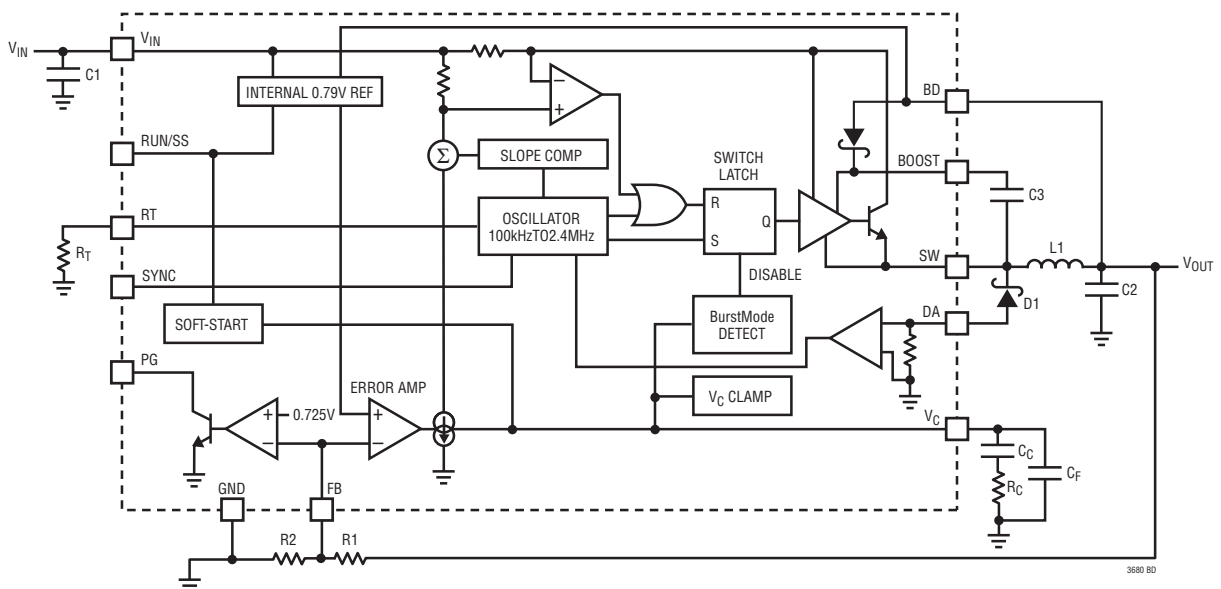 V_IN
V_IN
C1
INTERNAL 0.79V REF
RUN/SS
Σ
SLOPE COMP
−
+
BD
BOOST
SWITCH
LATCH
R
Q
S
C3
RT
R_T
OSCILLATOR
100kHzTO2.4MHz
SYNC
SW
L1
V_OUT
DISABLE
D1
C2
SOFT-START
BurstMode
DETECT
DA
PG
ERROR AMP
V_C CLAMP
+
0.725V
−
+
−
V_C
C_C
R_C
C_F
GND
FB
R2
R1
3680 BD